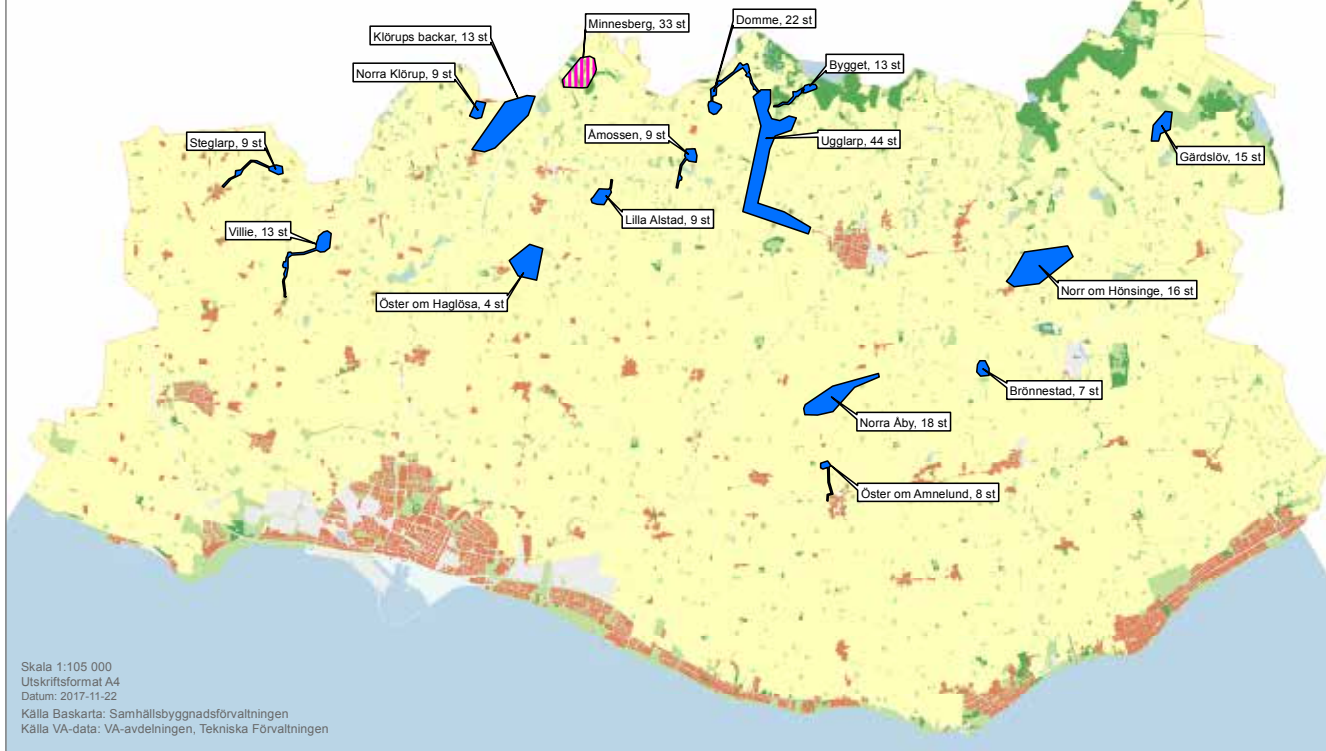 Domme, 22 st
Minnesberg, 33 st
Klörups backar, 13 st
Bygget, 13 st
Norra Klörup, 9 st
Åmossen, 9 st
Ugglarp, 44 st
Steglarp, 9 st
Gärdslöv, 15 st
Lilla Alstad, 9 st
Villie, 13 st
Norr om Hönsinge, 16 st
Öster om Haglösa, 4 st
Brönnestad, 7 st
Norra Åby, 18 st
Öster om Amnelund, 8 st
Skala 1:105 000
Utskriftsformat A4
Datum: 2017-11-22
Källa Baskarta: Samhällsbyggnadsförvaltningen
Källa VA-data: VA-avdelningen, Tekniska Förvaltningen